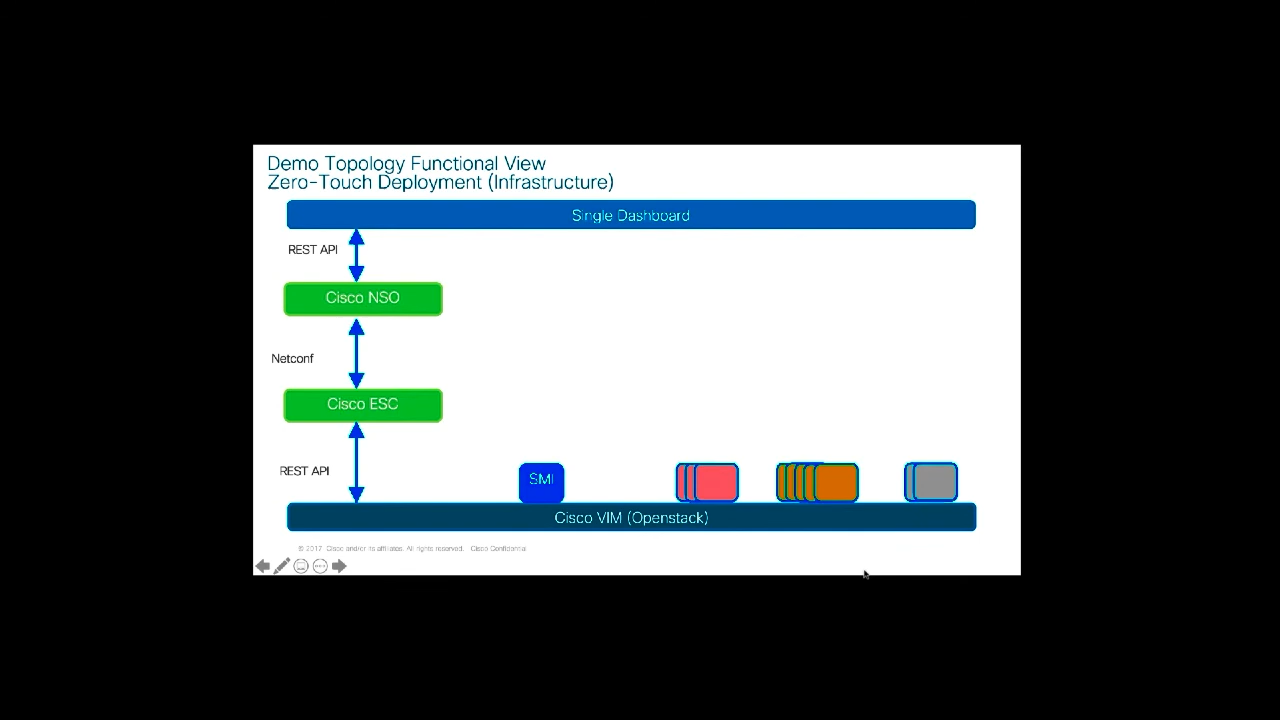 Demo Topology Functional View
Zero-Touch Deployment (Infrastructure)
Single Dashboard
REST API
Cisco NSO
Netconf
Cisco ESC
REST API
SMI
Cisco VIM (Openstack)
© 2017 Cisco and/or its affiliates. All rights reserved. Cisco Confidential